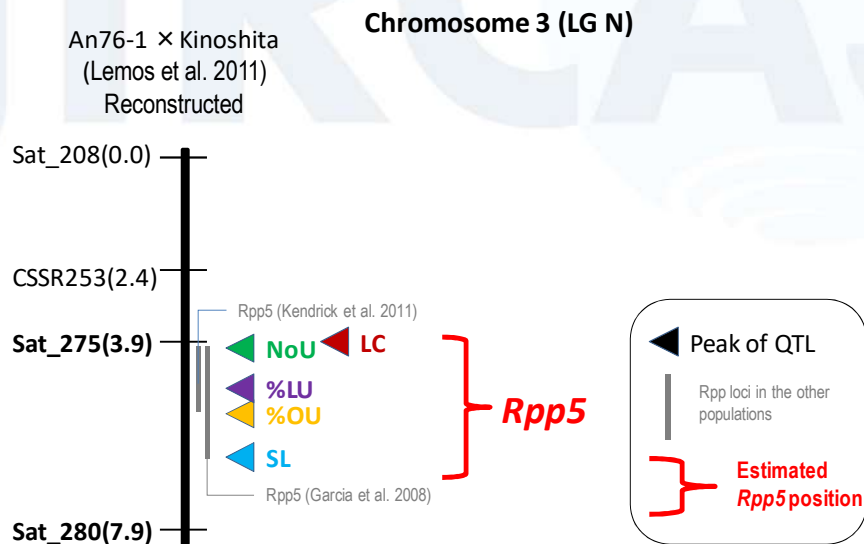 Chromosome 3 (LG N)
An76-1 × Kinoshita
(Lemos et al. 2011)
Reconstructed
Sat_208(0.0)
CSSR253(2.4)
Rpp5 (Kendrick et al. 2011)
Sat_275(3.9)
NoU
LC
%LU
%OU
SL
Rpp5
Rpp5 (Garcia et al. 2008)
Sat_280(7.9)
Peak of QTL
Rpp loci in the other
populations
Estimated
Rpp5 position
JIRCAS